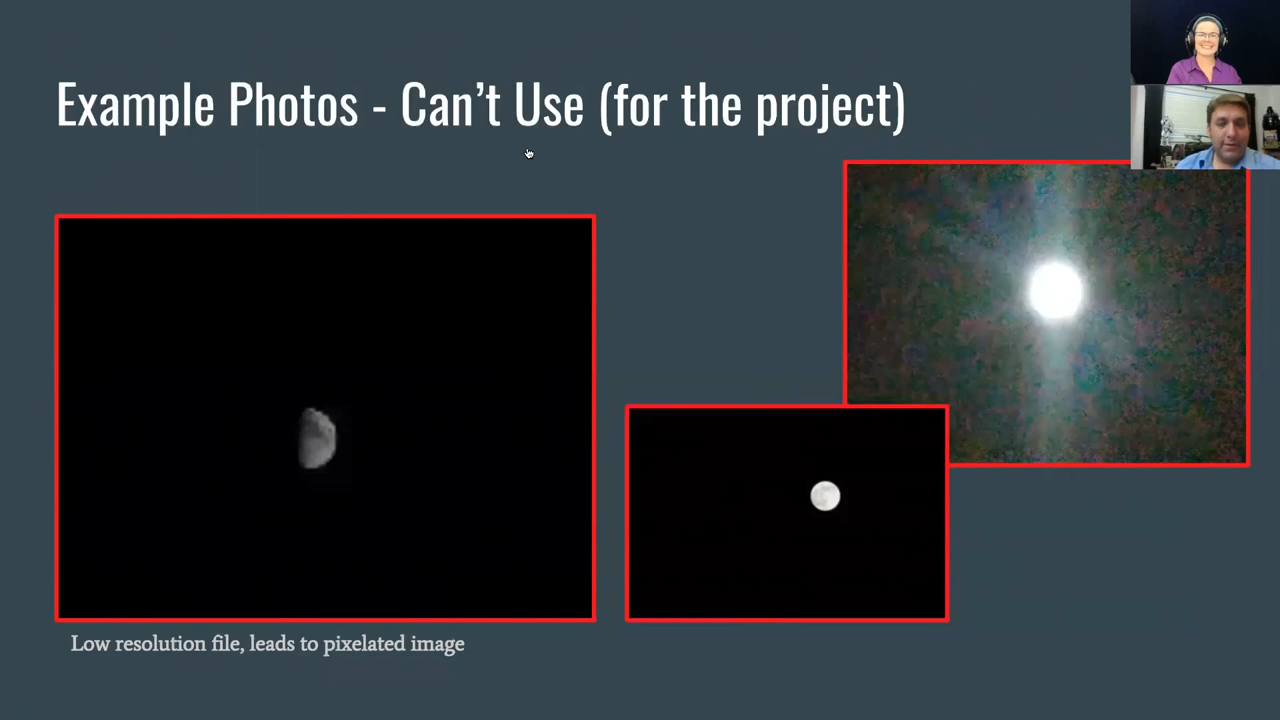 Example Photos - Can’t Use (for the project)
Low resolution file, leads to pixelated image